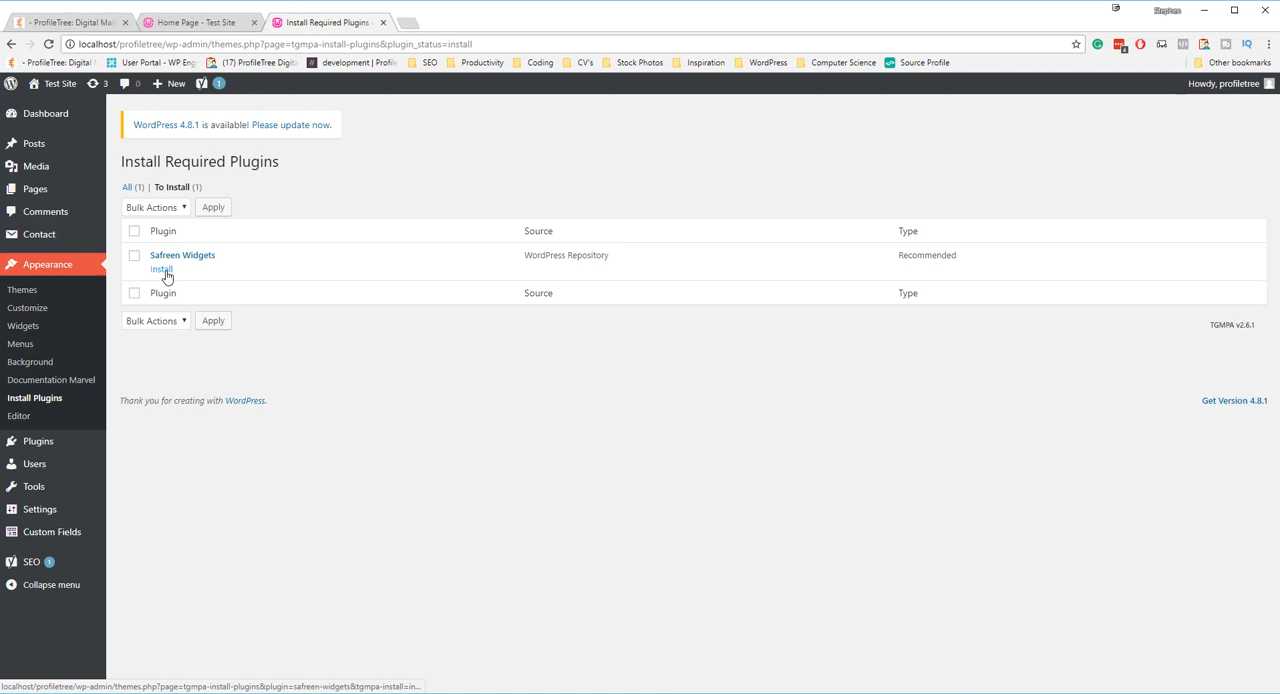 - ProfileTree: Digital Mar
Home Page - Test Site
Install Required Plugins
Stephen
localhost/profiletree/wp-admin/themes.php?page=tgmpa-install-plugins&plugin_status=install
- ProfileTree: Digital
User Portal - WP Eng
(17) ProfileTree Digita
development | Profile
SEO
Productivity
Coding
CV's
Stock Photos
Inspiration
WordPress
Computer Science
Source Profile
Other bookmarks
Test Site
3
0
New
1
Howdy, profiletree
Dashboard
Posts
Media
Pages
Comments
Contact
Appearance
Themes
Customize
Widgets
Menus
Background
Documentation Marvel
Install Plugins
Editor
Plugins
Users
Tools
Settings
Custom Fields
SEO 1
Collapse menu
WordPress 4.8.1 is available! Please update now.
Install Required Plugins
All (1) | To Install (1)
Bulk Actions Apply
Plugin Source Type
Safreen Widgets WordPress Repository Recommended
Install
Plugin Source Type
Bulk Actions Apply
TGMPA v2.6.1
Thank you for creating with WordPress.
Get Version 4.8.1
localhost/profiletree/wp-admin/themes.php?page=tgmpa-install-plugins&plugin=safreen-widgets&tgmpa-install=in...